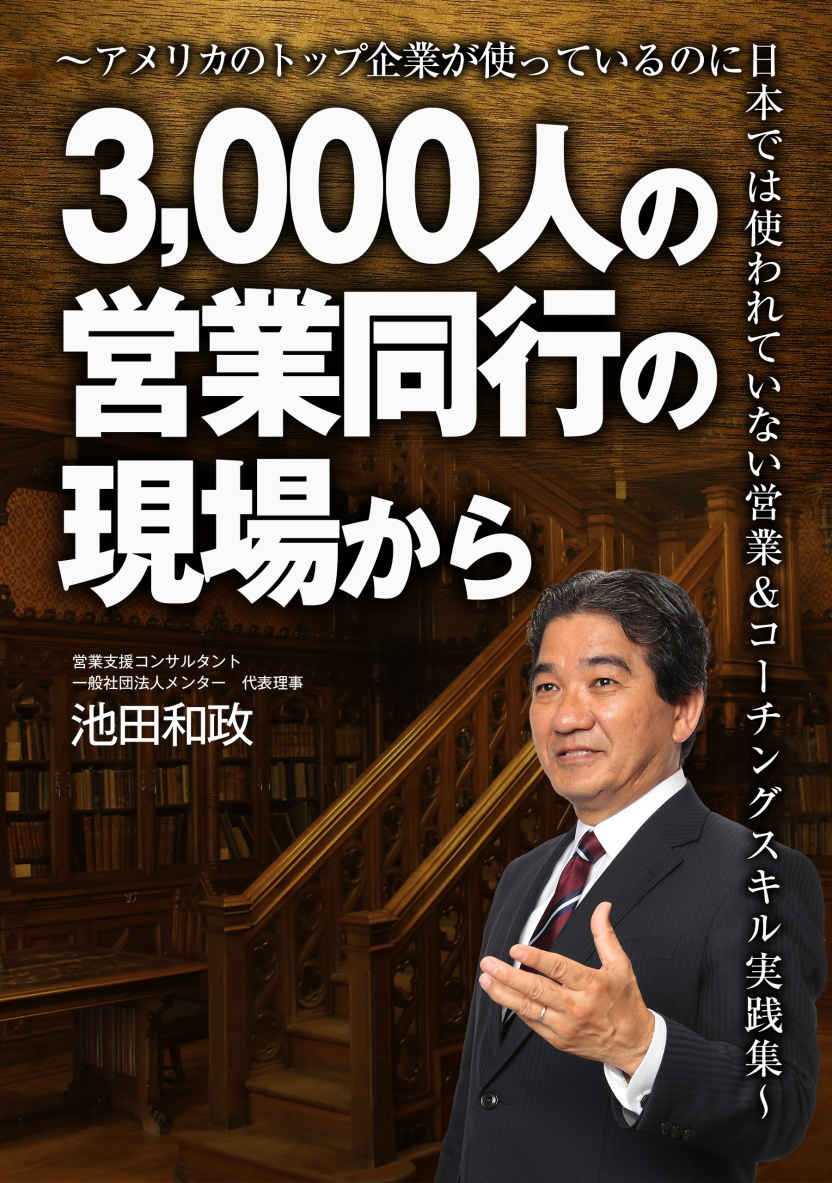 ～アメリカのトップ企業が使っているのに日本では使われていない営業＆コーチングスキル実践集～
3,000人の
営業同行の
現場から
営業支援コンサルタント
一般社団法人メンター　代表理事
池田和政